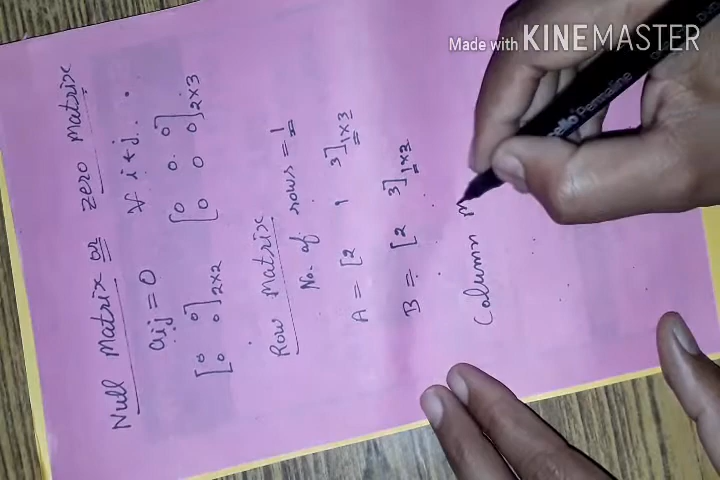 Null Matrix or zero Matrix
aij = 0 ∀ i & j.
[0 0
0 0]2×2 [0 0 0
0 0 0]2×3
Row Matrix
No. of rows = 1
A = [2 1 3]1×3
B = [2 3]1×2
Column
Made with KINEMASTER
cello Permaline